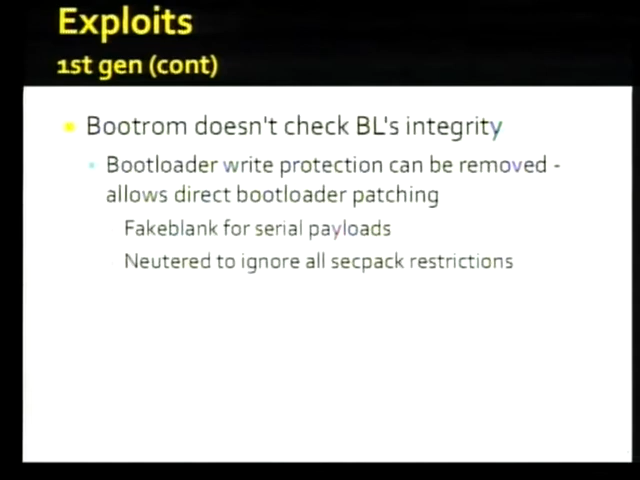 Exploits
1st gen (cont)
Bootrom doesn't check BL's integrity
Bootloader write protection can be removed -
allows direct bootloader patching
Fakeblank for serial payloads
Neutered to ignore all secpack restrictions